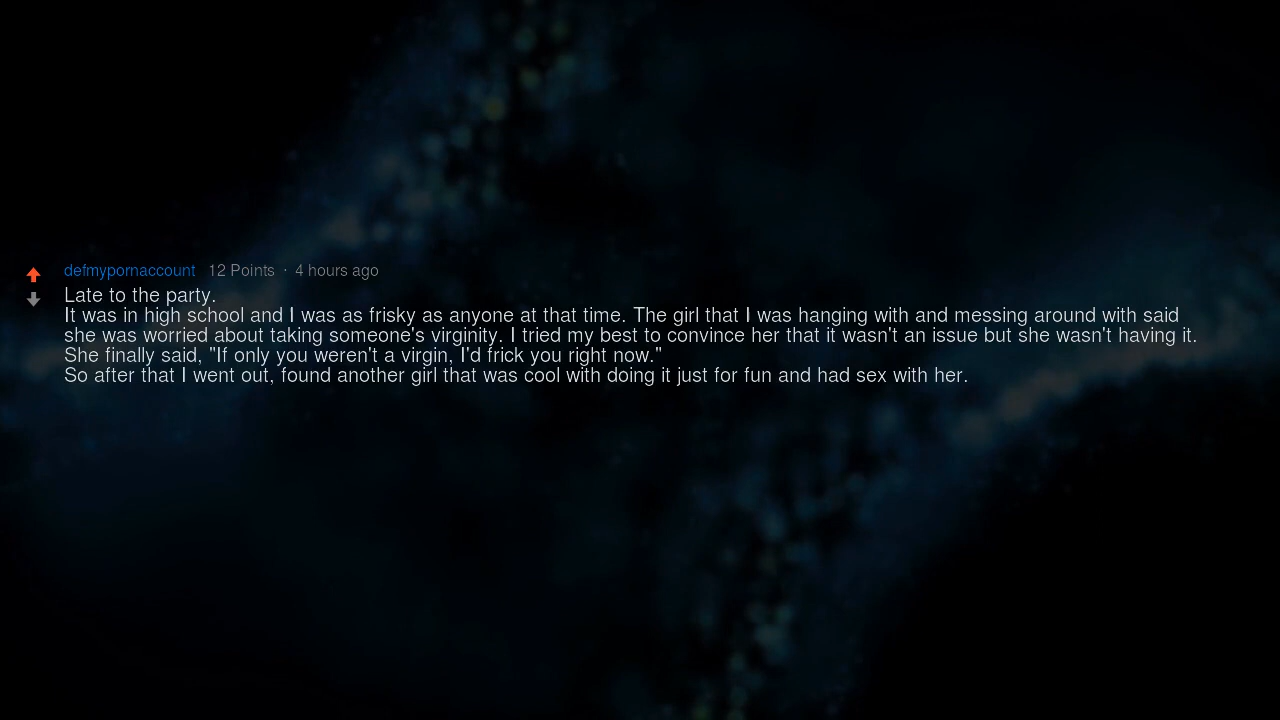 defmypornaccount 12 Points · 4 hours ago
Late to the party.
It was in high school and I was as frisky as anyone at that time. The girl that I was hanging with and messing around with said
she was worried about taking someone's virginity. I tried my best to convince her that it wasn't an issue but she wasn't having it.
She finally said, "If only you weren't a virgin, I'd frick you right now."
So after that I went out, found another girl that was cool with doing it just for fun and had sex with her.